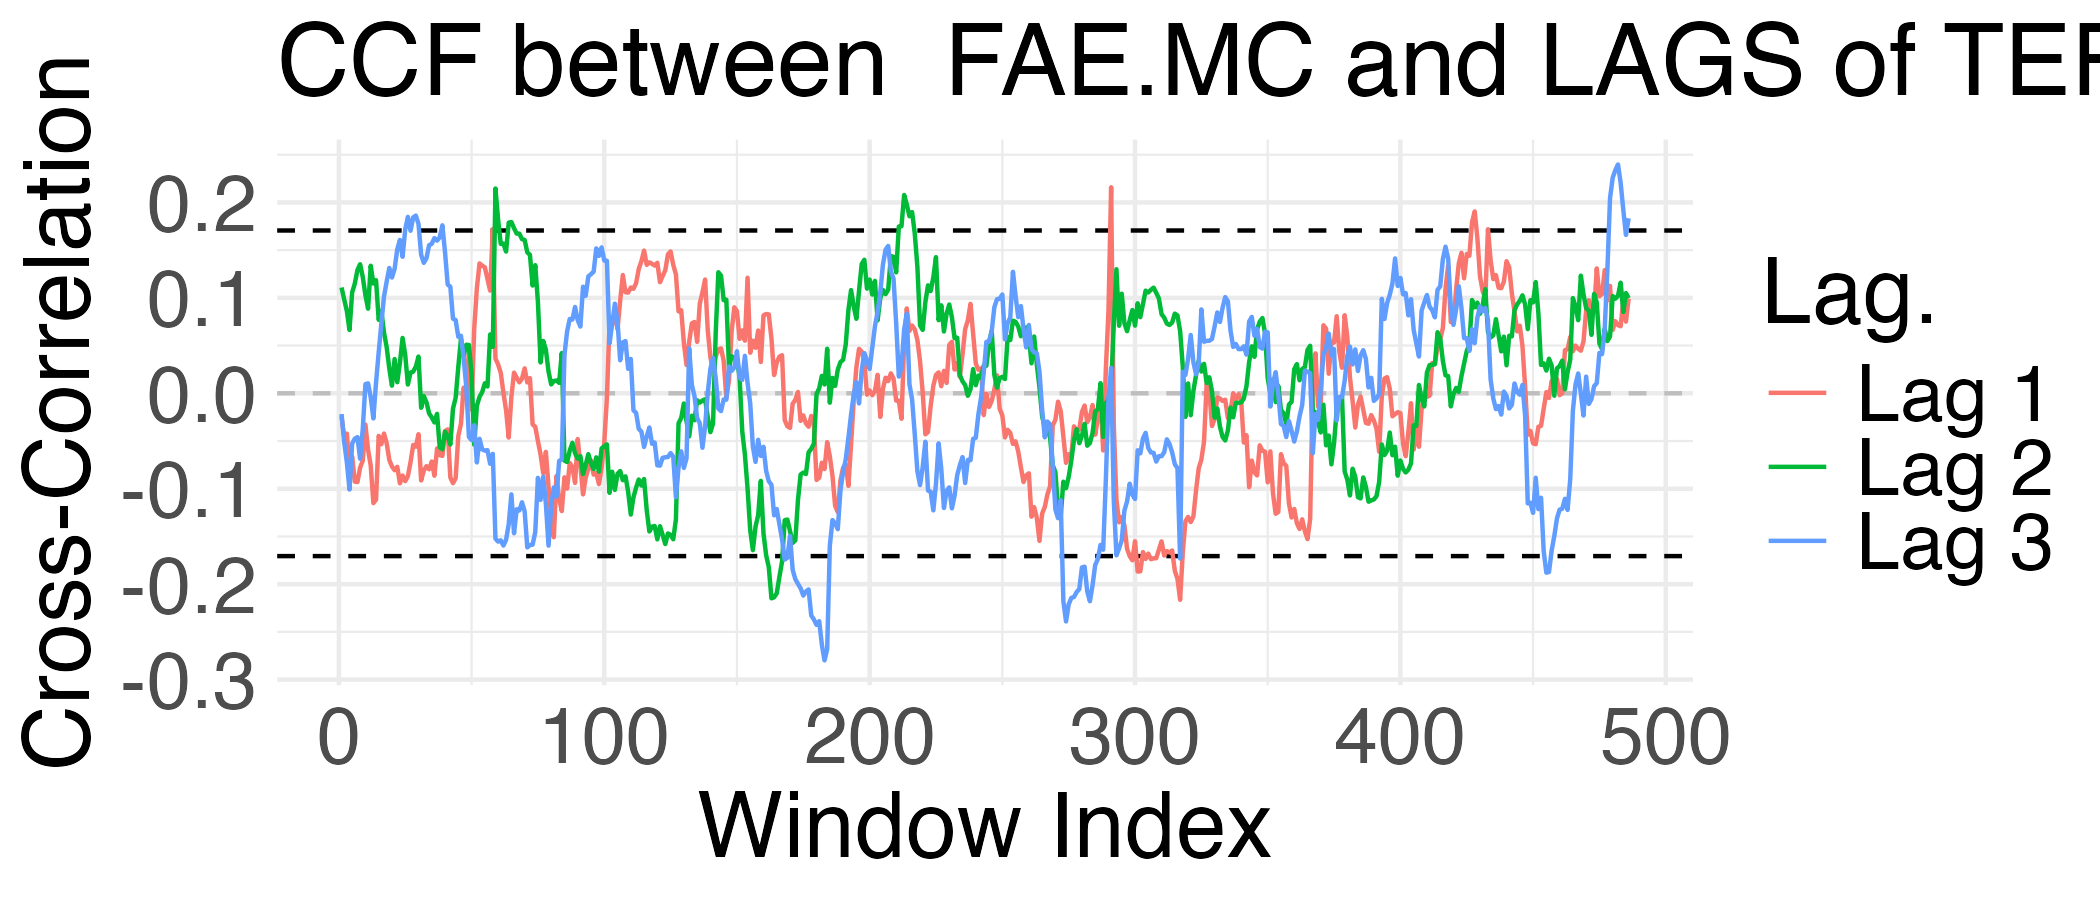 CCF between  FAE.MC and LAGS of TEF
Cross-Correlation
0.2
0.1
0.0
-0.1
-0.2
-0.3
0
100
200
300
400
500
Window Index
Lag.
Lag 1
Lag 2
Lag 3